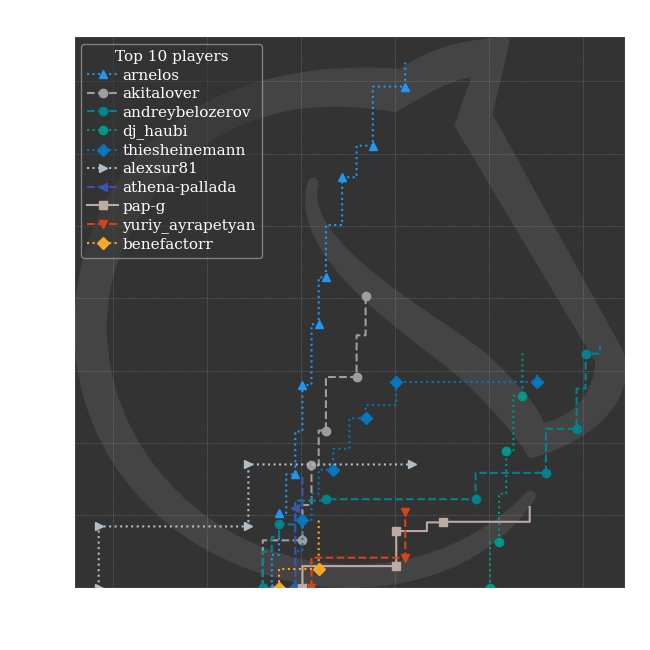 Top 10 players
arnelos
akitalover
andreybelozerov
dj_haubi
thiesheinemann
alexsur81
athena-pallada
pap-g
yuriy_ayrapetyan
benefactorr